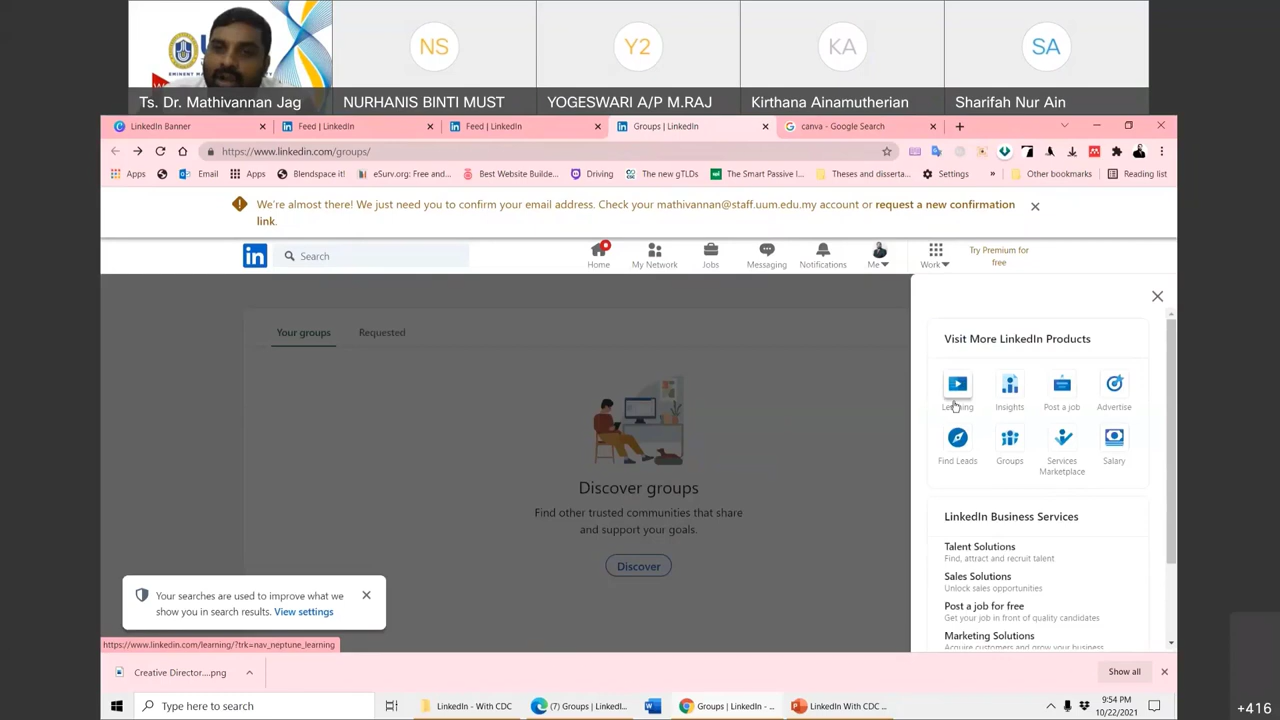 NS
Y2
KA
SA
Ts. Dr. Mathivannan Jag
NURHANIS BINTI MUST
YOGESWARI A/P M.RAJ
Kirthana Ainamutherian
Sharifah Nur Ain
LinkedIn Banner
Feed | LinkedIn
Feed | LinkedIn
Groups | LinkedIn
canva - Google Search
https://www.linkedin.com/groups/
Apps
Email
Apps
Blendspace it!
eSurv.org: Free and...
Best Website Builde...
Driving
The new gTLDs
The Smart Passive I...
Theses and disserta...
Settings
»
Other bookmarks
Reading list
We're almost there! We just need you to confirm your email address. Check your mathivannan@staff.uum.edu.my account or request a new confirmation
link.
in
Search
Home
My Network
Jobs
Messaging
Notifications
Me
Work
Try Premium for
free
Your groups
Requested
Visit More LinkedIn Products
Insights
Post a job
Advertise
Find Leads
Groups
Services
Marketplace
Salary
Discover groups
Find other trusted communities that share
and support your goals.
Discover
LinkedIn Business Services
Talent Solutions
Find, attract and recruit talent
Sales Solutions
Unlock sales opportunities
Post a job for free
Get your job in front of quality candidates
Marketing Solutions
Acquire customers and grow your business
Your searches are used to improve what we
show you in search results. View settings
https://www.linkedin.com/learning/?trk=nav_neptune_learning
Creative Director....png
Show all
Type here to search
LinkedIn - With CDC
(7) Groups | LinkedI...
Groups | LinkedIn - ...
LinkedIn With CDC ...
9:54 PM
10/22/2021
+416